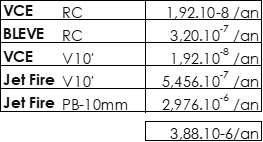 VCE RC 1,92.10-8 /an
BLEVE RC 3,20.10-7 /an
VCE V10' 1,92.10-8 /an
Jet Fire V10' 5,456.10-7 /an
Jet Fire PB-10mm 2,976.10-6 /an
3,88.10-6/an